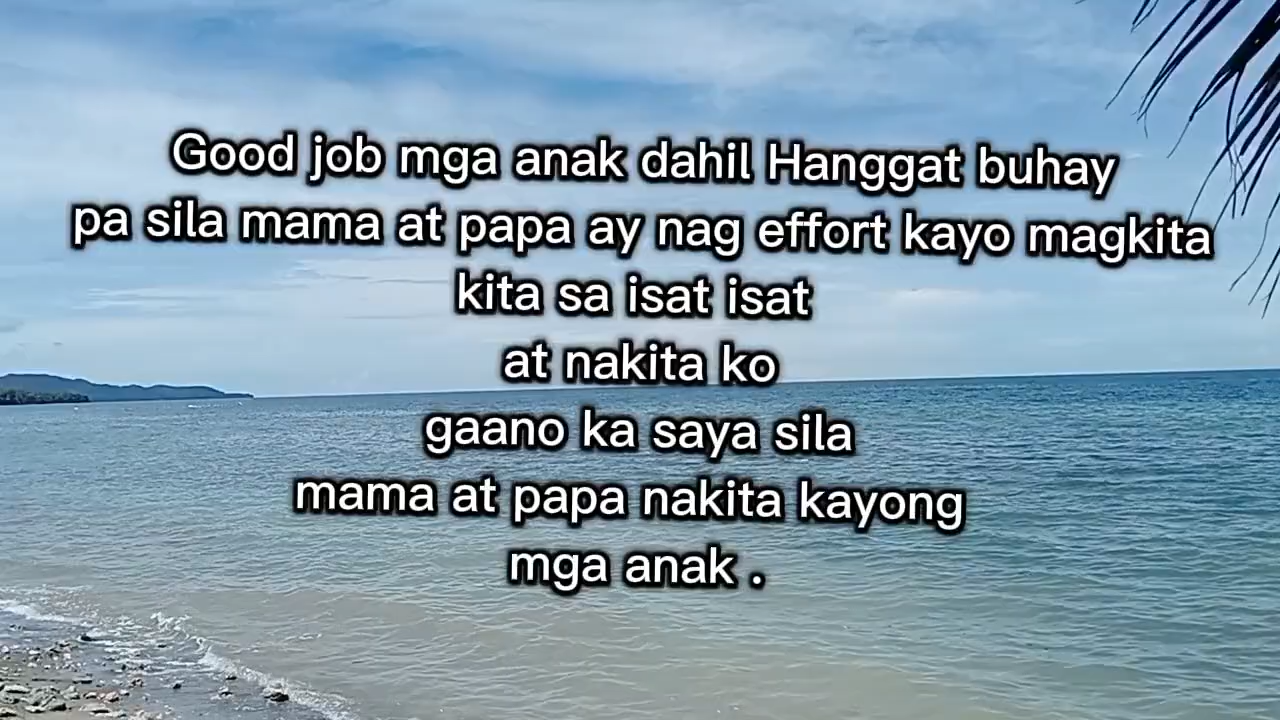 Good job mga anak dahil Hanggat buhay
pa sila mama at papa ay nag effort kayo magkita
kita sa isat isat
at nakita ko
gaano ka saya sila
mama at papa nakita kayong
mga anak .